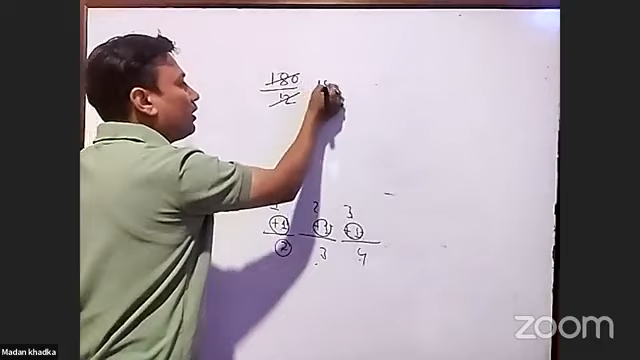 180
12
1 2 3
+1 +1 +1
2 3 4
zoom
Madan khadka